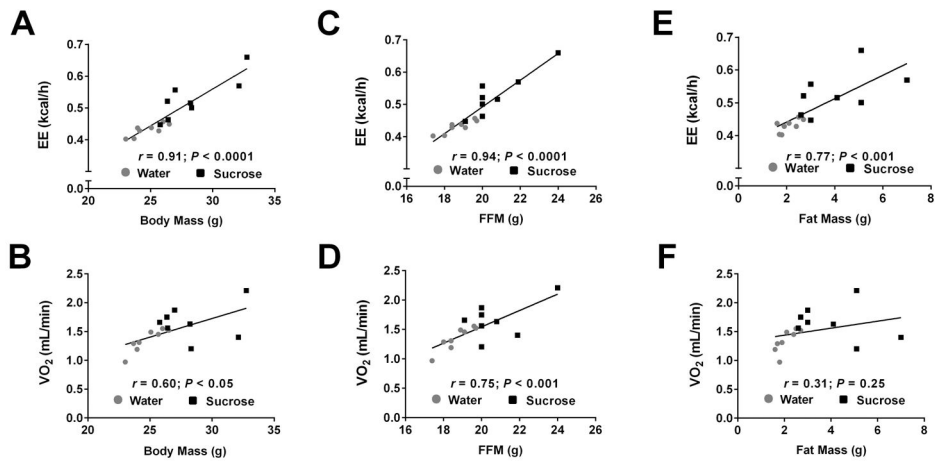 A
0.7
0.6
0.5
0.4
0.0
EE (kcal/h)
r = 0.91; P < 0.0001
Water Sucrose
20 25 30 35
Body Mass (g)
C
0.7
0.6
0.5
0.4
0.0
EE (kcal/h)
r = 0.94; P < 0.0001
Water Sucrose
16 18 20 22 24 26
FFM (g)
E
0.7
0.6
0.5
0.4
0.0
EE (kcal/h)
r = 0.77; P < 0.001
Water Sucrose
0 2 4 6 8
Fat Mass (g)
B
2.5
2.0
1.5
1.0
0.5
0.0
VO2 (mL/min)
r = 0.60; P < 0.05
Water Sucrose
20 25 30 35
Body Mass (g)
D
2.5
2.0
1.5
1.0
0.5
0.0
VO2 (mL/min)
r = 0.75; P < 0.001
Water Sucrose
16 18 20 22 24 26
FFM (g)
F
2.5
2.0
1.5
1.0
0.5
0.0
VO2 (mL/min)
r = 0.31; P = 0.25
Water Sucrose
0 2 4 6 8
Fat Mass (g)